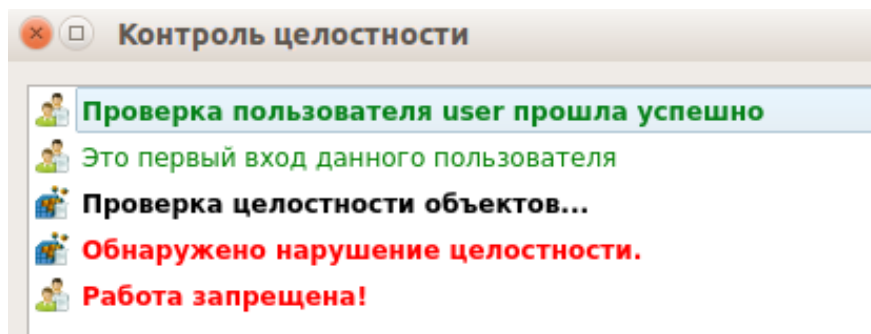 Контроль целостности
Проверка пользователя user прошла успешно
Это первый вход данного пользователя
Проверка целостности объектов...
Обнаружено нарушение целостности.
Работа запрещена!